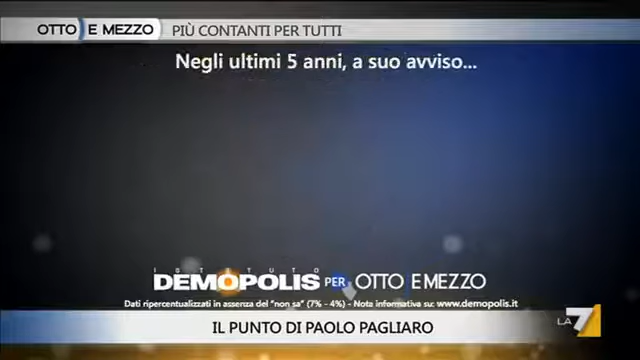 OTTO E MEZZO PIÙ CONTANTI PER TUTTI
Negli ultimi 5 anni, a suo avviso...
ISTITUTO
DEMOPOLIS PER OTTO E MEZZO
Dati ripercentualizzati in assenza del "non sa" (7% - 4%) - Nota informativa su: www.demopolis.it
IL PUNTO DI PAOLO PAGLIARO
LA 7